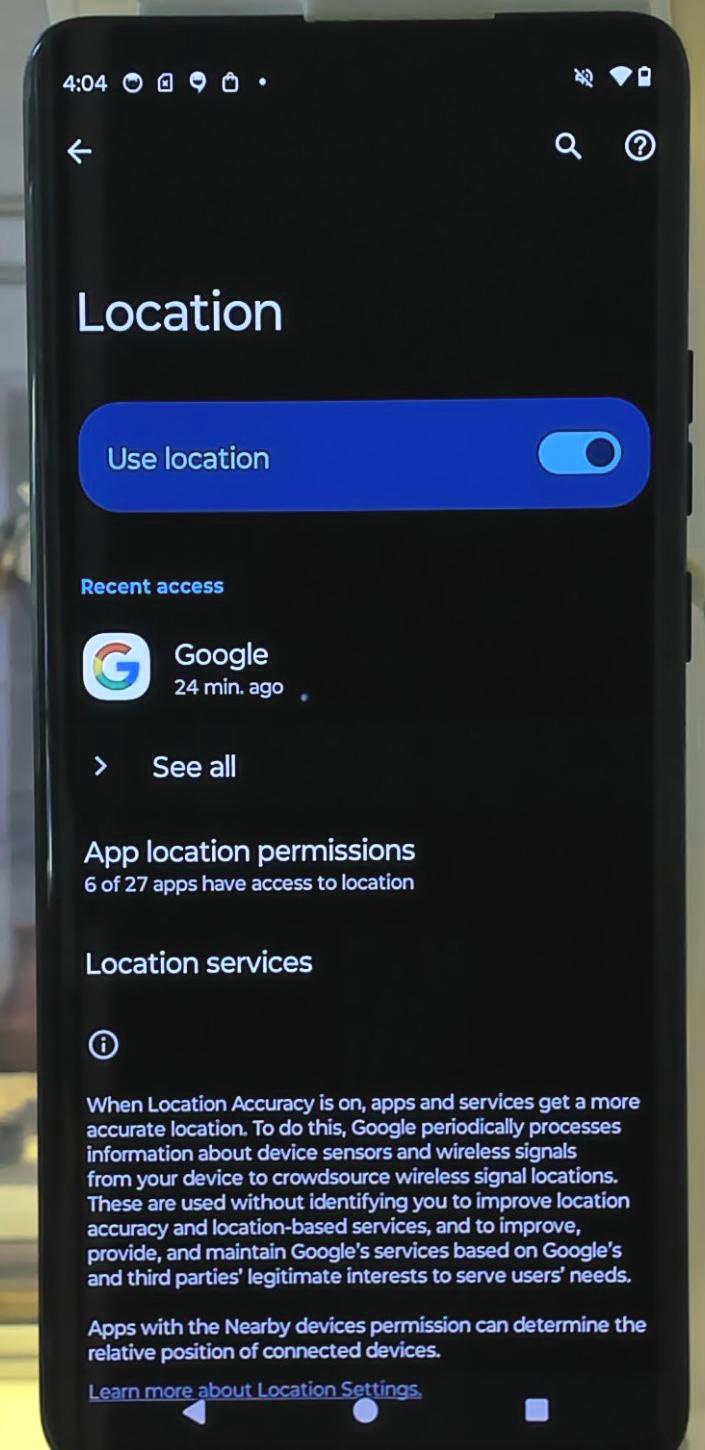 4:04
Location
Use location
Recent access
Google
24 min. ago
See all
App location permissions
6 of 27 apps have access to location
Location services
When Location Accuracy is on, apps and services get a more
accurate location. To do this, Google periodically processes
information about device sensors and wireless signals
from your device to crowdsource wireless signal locations.
These are used without identifying you to improve location
accuracy and location-based services, and to improve,
provide, and maintain Google's services based on Google's
and third parties' legitimate interests to serve users' needs.
Apps with the Nearby devices permission can determine the
relative position of connected devices.
Learn more about Location Settings.